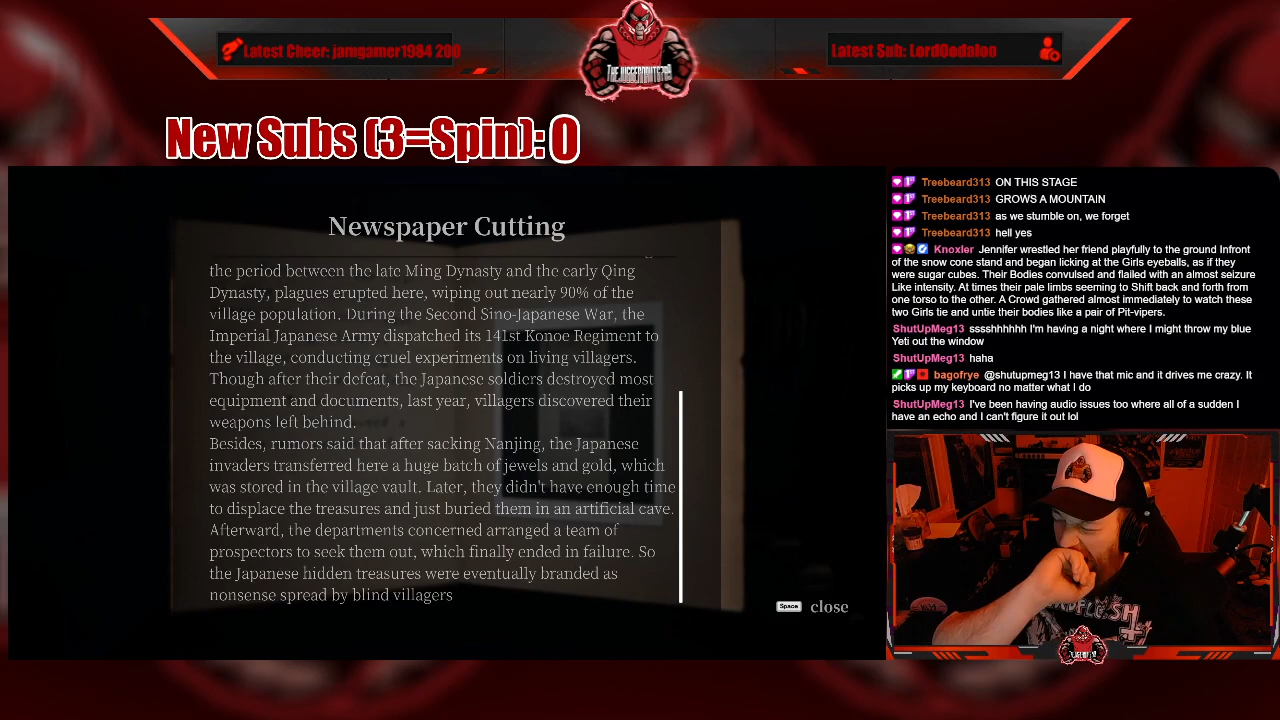 Latest Cheer: jamgamer1984 200
Latest Sub: LordOodaloo
New Subs (3=Spin): 0
Newspaper Cutting
the period between the late Ming Dynasty and the early Qing
Dynasty, plagues erupted here, wiping out nearly 90% of the
village population. During the Second Sino-Japanese War, the
Imperial Japanese Army dispatched its 141st Konoe Regiment to
the village, conducting cruel experiments on living villagers.
Though after their defeat, the Japanese soldiers destroyed most
equipment and documents, last year, villagers discovered their
weapons left behind.
Besides, rumors said that after sacking Nanjing, the Japanese
invaders transferred here a huge batch of jewels and gold, which
was stored in the village vault. Later, they didn't have enough time
to displace the treasures and just buried them in an artificial cave.
Afterward, the departments concerned arranged a team of
prospectors to seek them out, which finally ended in failure. So
the Japanese hidden treasures were eventually branded as
nonsense spread by blind villagers
Space close
Treebeard313 ON THIS STAGE
Treebeard313 GROWS A MOUNTAIN
Treebeard313 as we stumble on, we forget
Treebeard313 hell yes
Knoxler Jennifer wrestled her friend playfully to the ground Infront
of the snow cone stand and began licking at the Girls eyeballs, as if they
were sugar cubes. Their Bodies convulsed and flailed with an almost seizure
Like intensity. At times their pale limbs seeming to Shift back and forth from
one torso to the other. A Crowd gathered almost immediately to watch these
two Girls tie and untie their bodies like a pair of Pit-vipers.
ShutUpMeg13 sssshhhhhh I'm having a night where I might throw my blue
Yeti out the window
ShutUpMeg13 haha
bagofrye @shutupmeg13 I have that mic and it drives me crazy. It
picks up my keyboard no matter what I do
ShutUpMeg13 I've been having audio issues too where all of a sudden I
have an echo and I can't figure it out lol